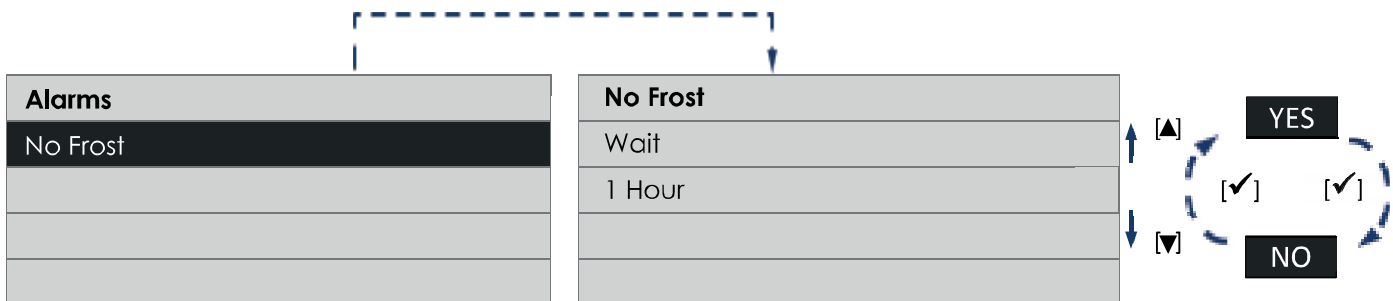 Alarms
No Frost
No Frost
Wait
1 Hour
[▲]
[▼]
YES
[✔] [✔]
NO